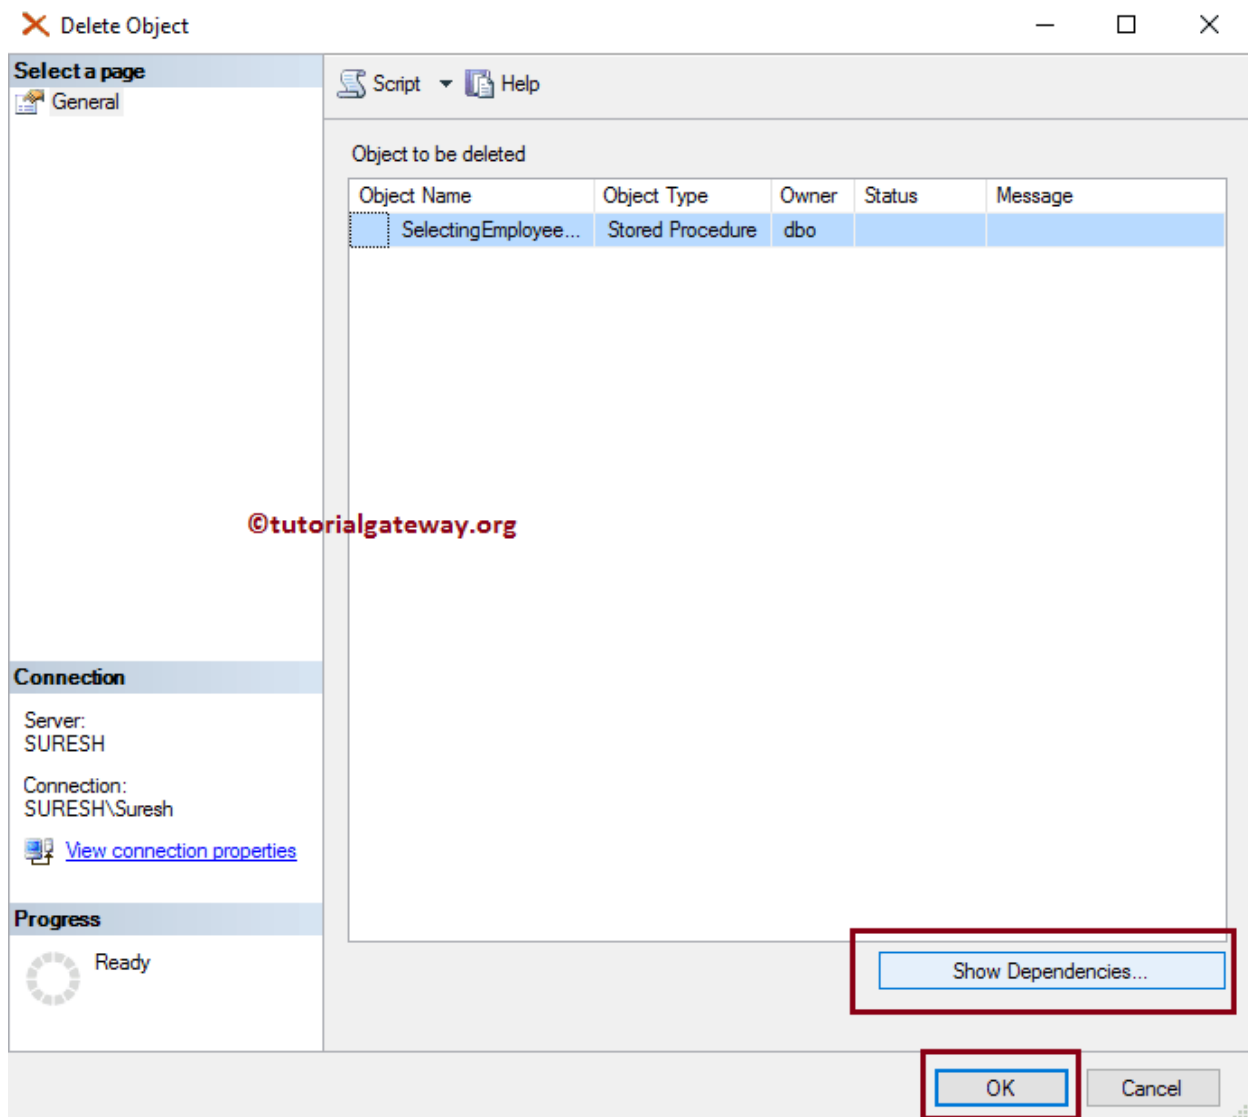 Delete Object
Select a page
General
Script Help
Object to be deleted
Object Name Object Type Owner Status Message
SelectingEmployee... Stored Procedure dbo
©tutorialgateway.org
Connection
Server:
SURESH
Connection:
SURESH\Suresh
View connection properties
Progress
Ready
Show Dependencies...
OK Cancel